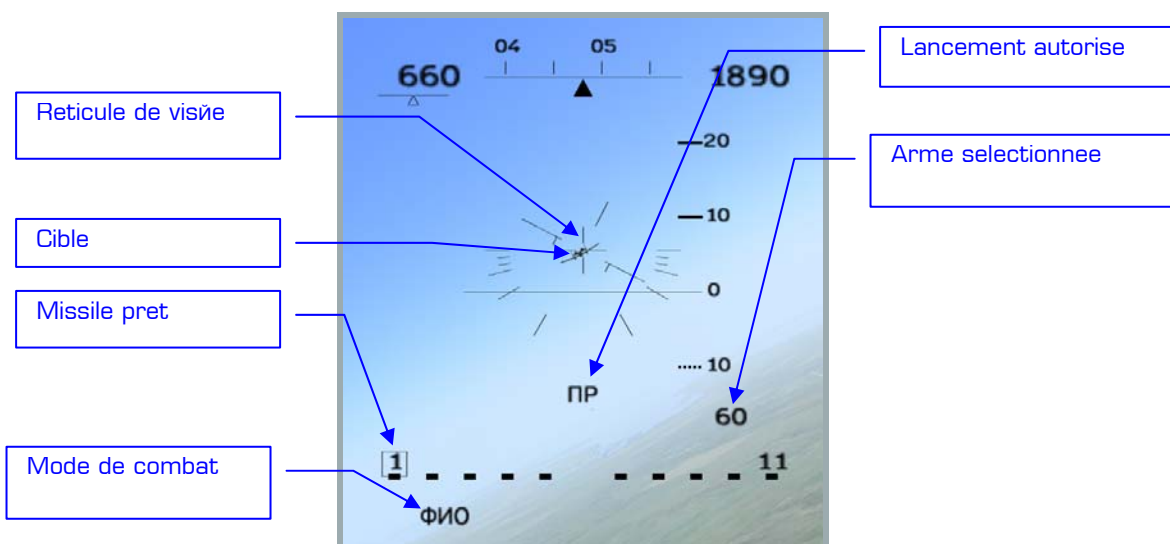 04 05
Lancement autorise
660
1890
Reticule de visйe
20
Arme selectionnee
10
Cible
0
Missile pret
10
ПР
60
1
11
Mode de combat
ФИО